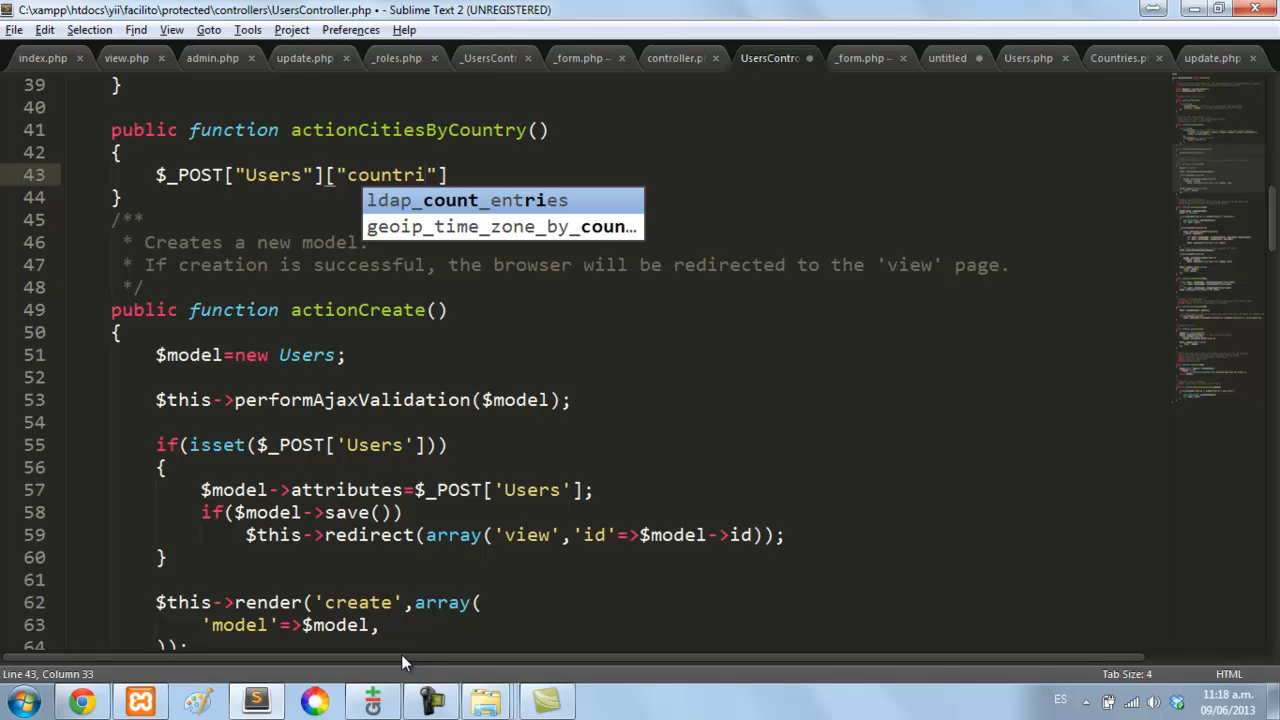 C:\xampp\htdocs\yii\facilito\protected\controllers\UsersController.php • - Sublime Text 2 (UNREGISTERED)
File Edit Selection Find View Goto Tools Project Preferences Help
index.php × view.php × admin.php × update.php × _roles.php × _UsersContr × _form.php — × controller.p × UsersContro _form.php — × untitled Users.php × Countries.pl × update.php ×
39 }
40
41 public function actionCitiesByCountry()
42 {
43 $_POST["Users"]["countri"]
ldap_count_entries
44 }
geoip_time_zone_by_coun…
45 /**
46 * Creates a new model.
47 * If creation is successful, the browser will be redirected to the 'view' page.
48 */
49 public function actionCreate()
50 {
51 $model=new Users;
52
53 $this->performAjaxValidation($model);
54
55 if(isset($_POST['Users']))
56 {
57 $model->attributes=$_POST['Users'];
58 if($model->save())
59 $this->redirect(array('view','id'=>$model->id));
60 }
61
62 $this->render('create',array(
63 'model'=>$model,
64 ));
Line 43, Column 33 Tab Size: 4 HTML
ES 11:18 a.m.
09/06/2013